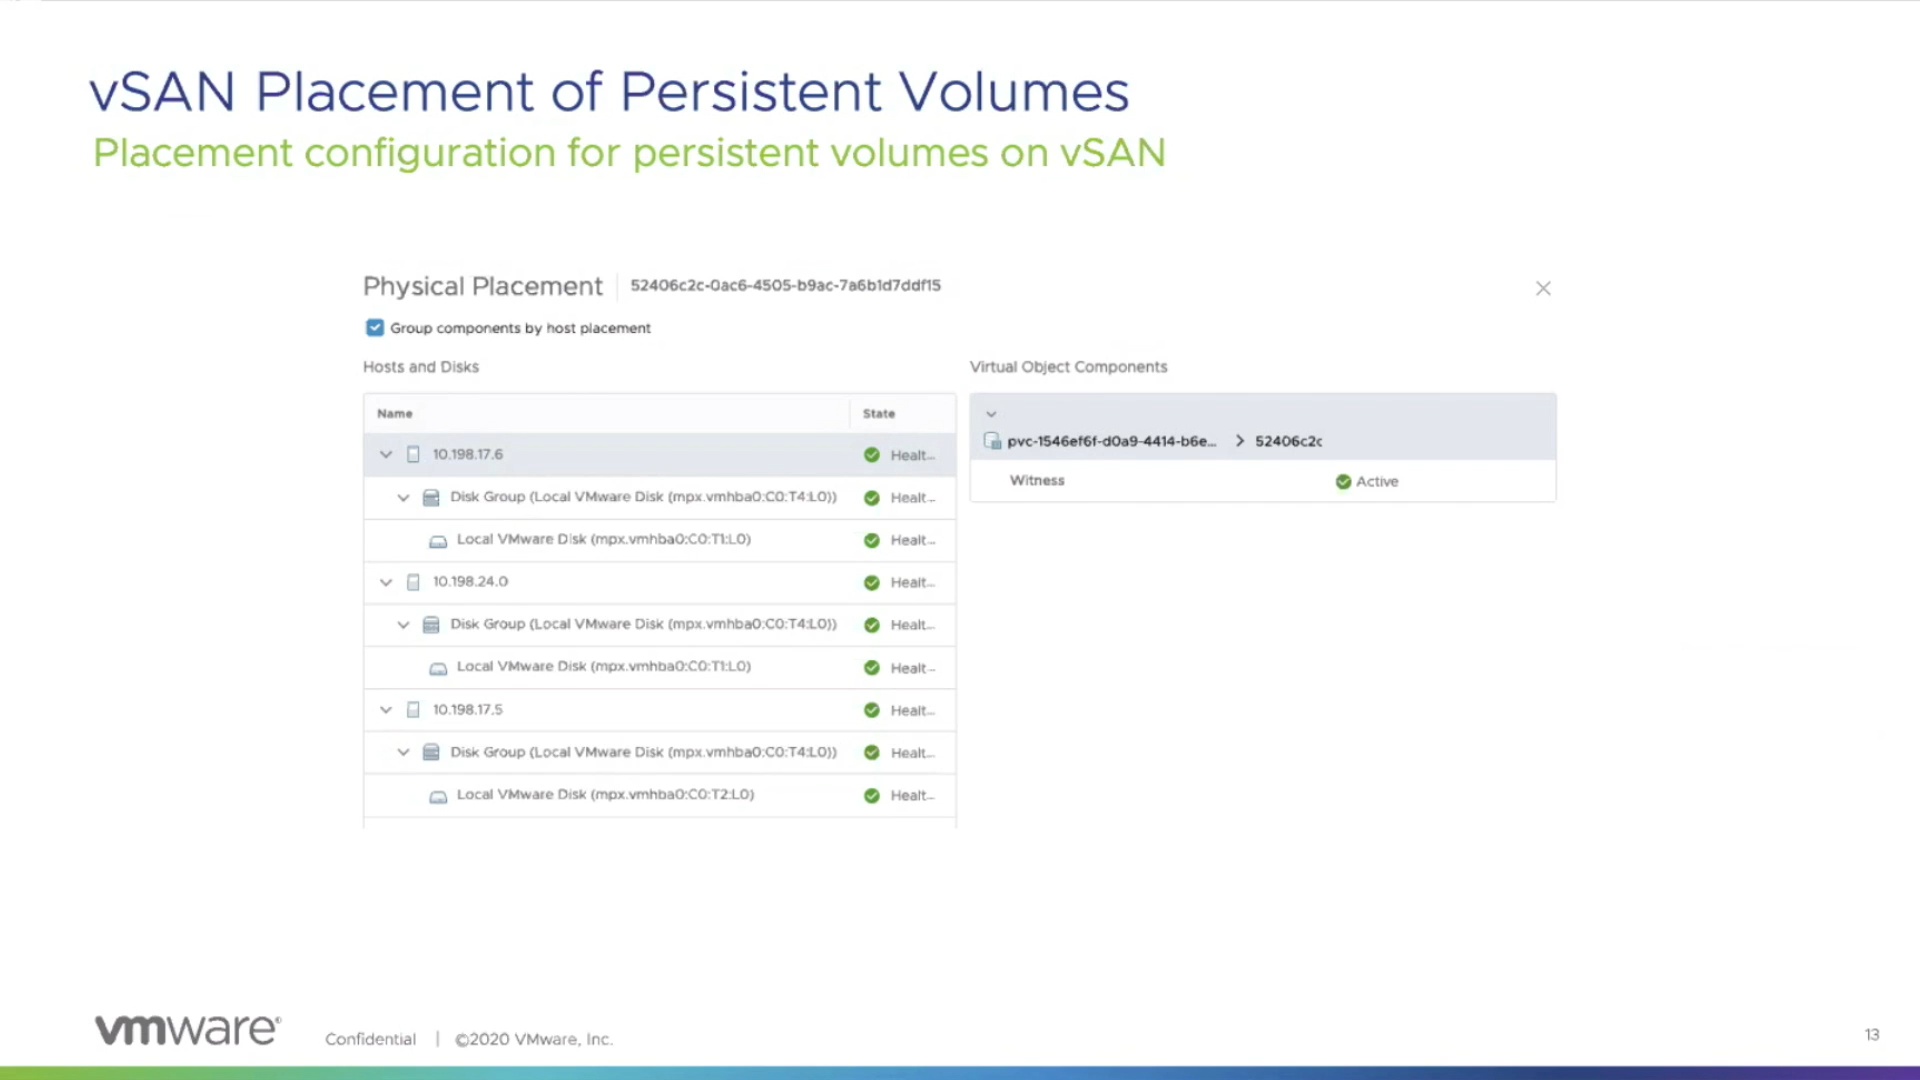 vSAN Placement of Persistent Volumes
Placement configuration for persistent volumes on vSAN
Physical Placement 52406c2c-0ac6-4505-b9ac-7a6b1d7ddf15
Group components by host placement
Hosts and Disks
Name State
10.198.17.6 Healt...
Disk Group (Local VMware Disk (mpx.vmhba0:C0:T4:L0)) Healt...
Local VMware Disk (mpx.vmhba0:C0:T1:L0) Healt...
10.198.24.0 Healt...
Disk Group (Local VMware Disk (mpx.vmhba0:C0:T4:L0)) Healt...
Local VMware Disk (mpx.vmhba0:C0:T1:L0) Healt...
10.198.17.5 Healt...
Disk Group (Local VMware Disk (mpx.vmhba0:C0:T4:L0)) Healt...
Local VMware Disk (mpx.vmhba0:C0:T2:L0) Healt...
Virtual Object Components
pvc-1546ef6f-d0a9-4414-b6e... > 52406c2c
Witness Active
vmware®
Confidential | ©2020 VMware, Inc.
13